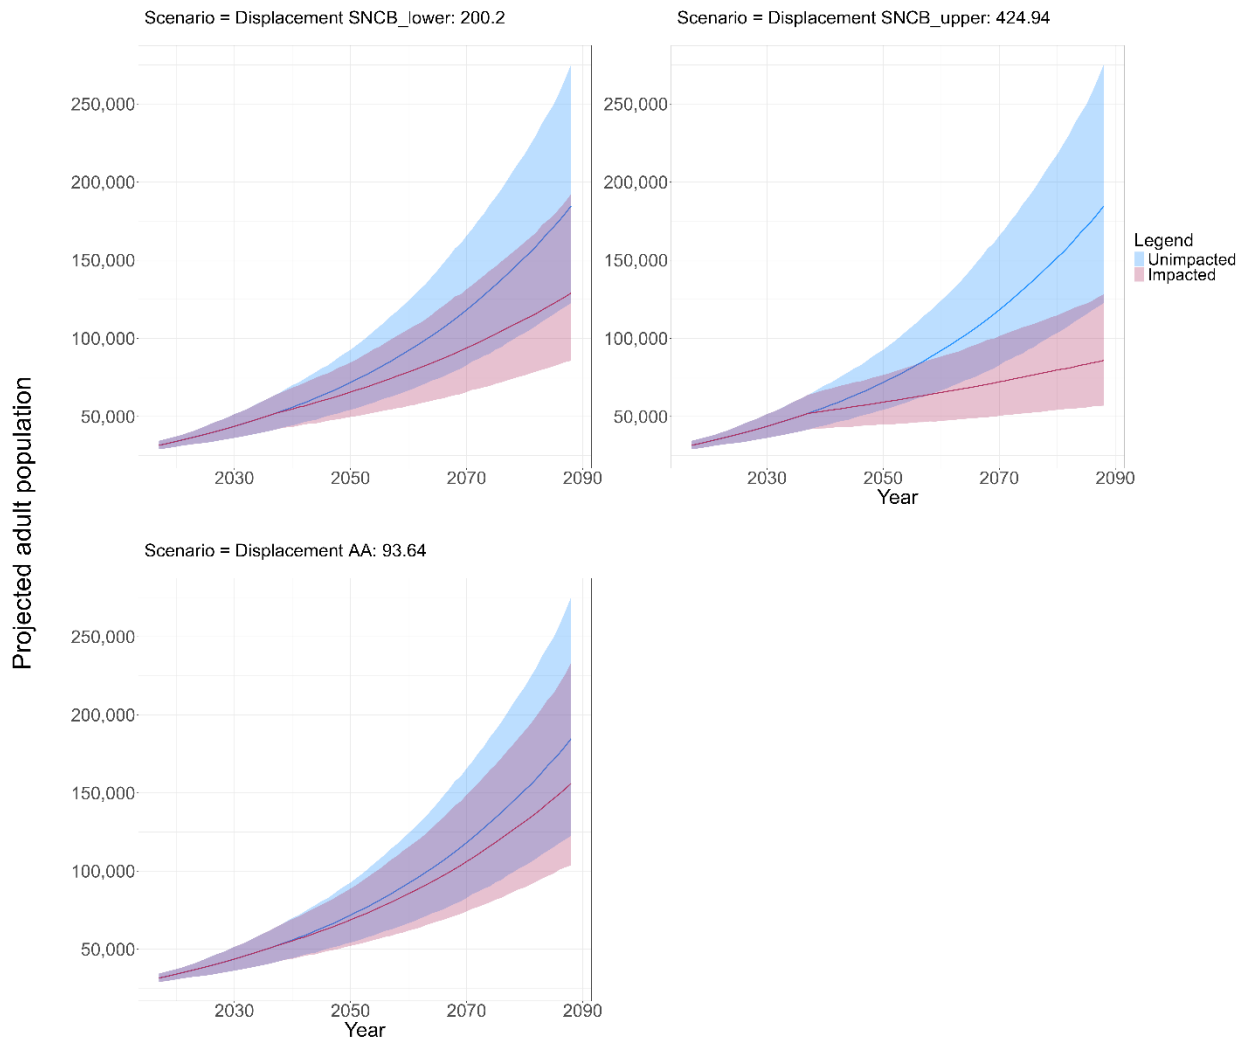 Scenario = Displacement SNCB_lower: 200.2
250,000
200,000
150,000
100,000
50,000
2030 2050 2070 2090
Scenario = Displacement SNCB_upper: 424.94
250,000
200,000
150,000
100,000
50,000
2030 2050 2070 2090
Year
Legend
Unimpacted
Impacted
Projected adult population
Scenario = Displacement AA: 93.64
250,000
200,000
150,000
100,000
50,000
2030 2050 2070 2090
Year